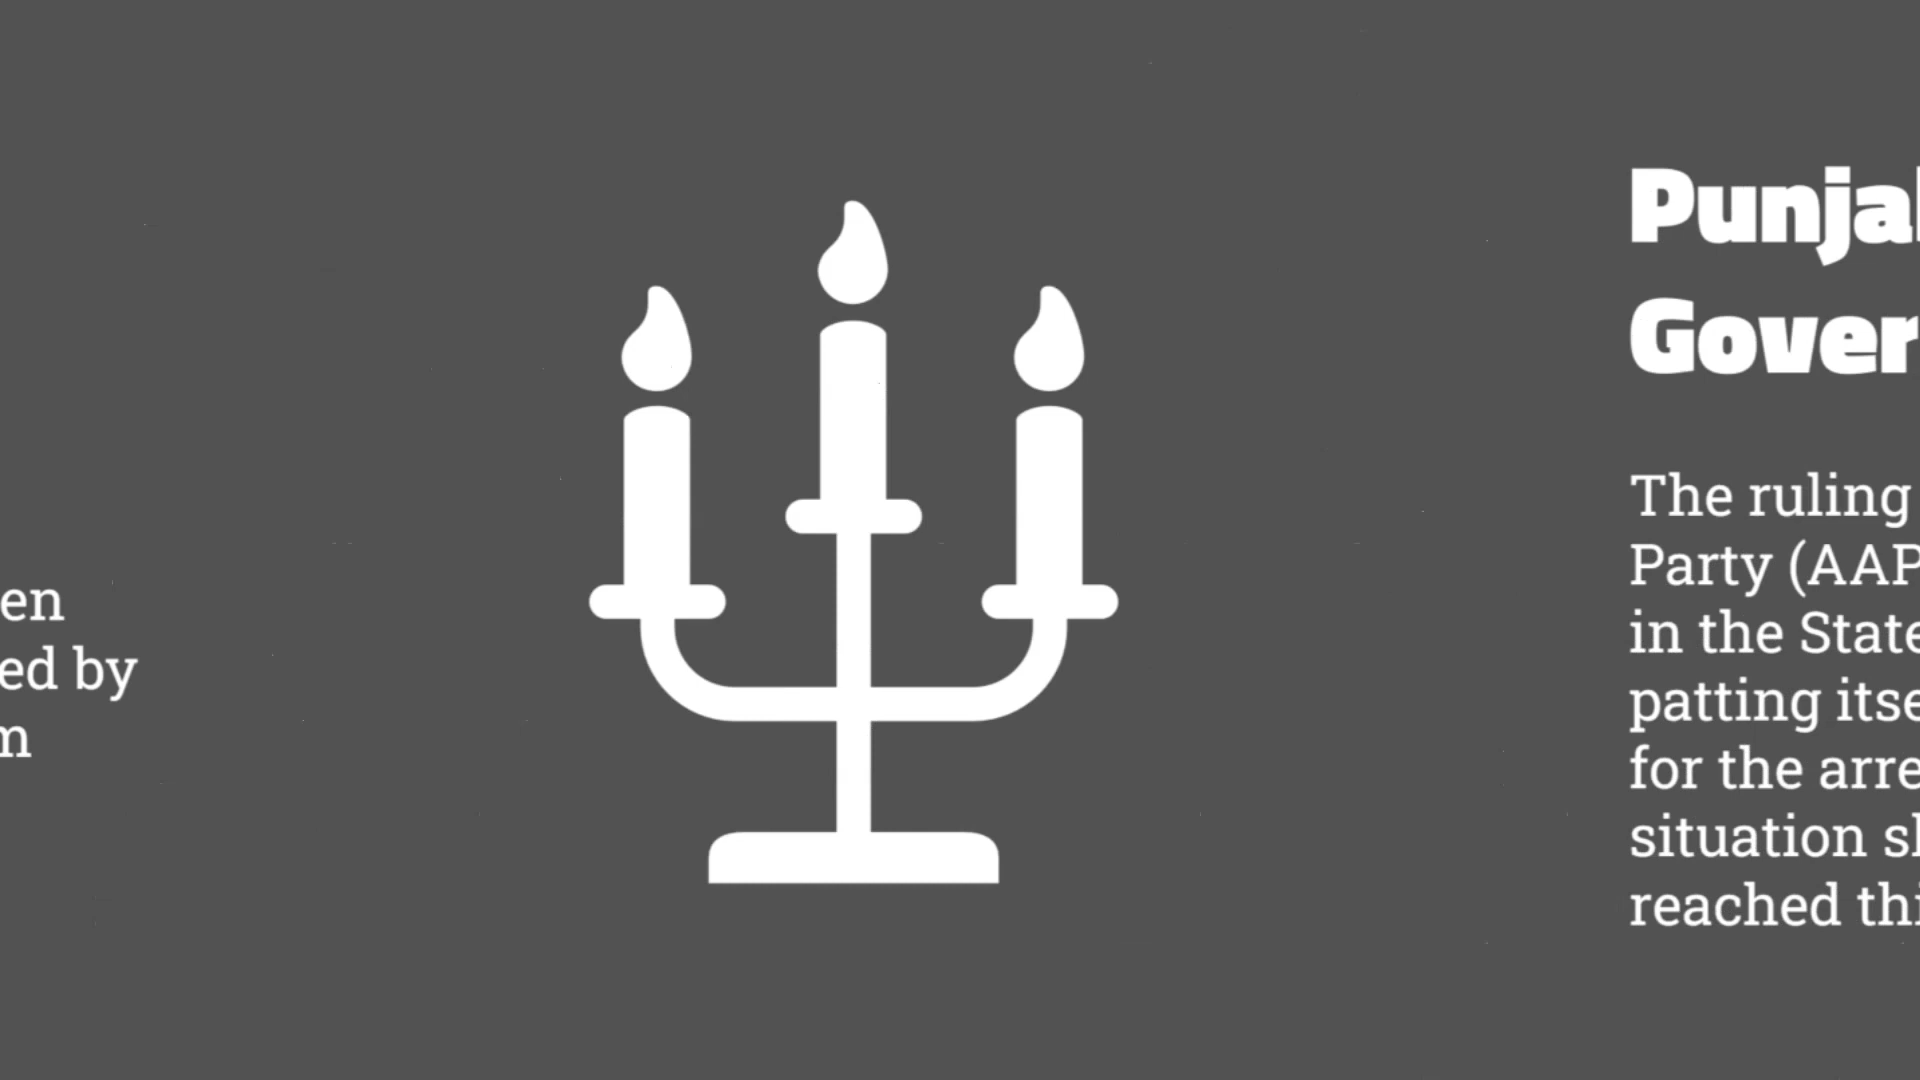 en
ed by
m
Punja
Gover
The ruling
Party (AAP
in the State
patting itse
for the arre
situation sl
reached thi